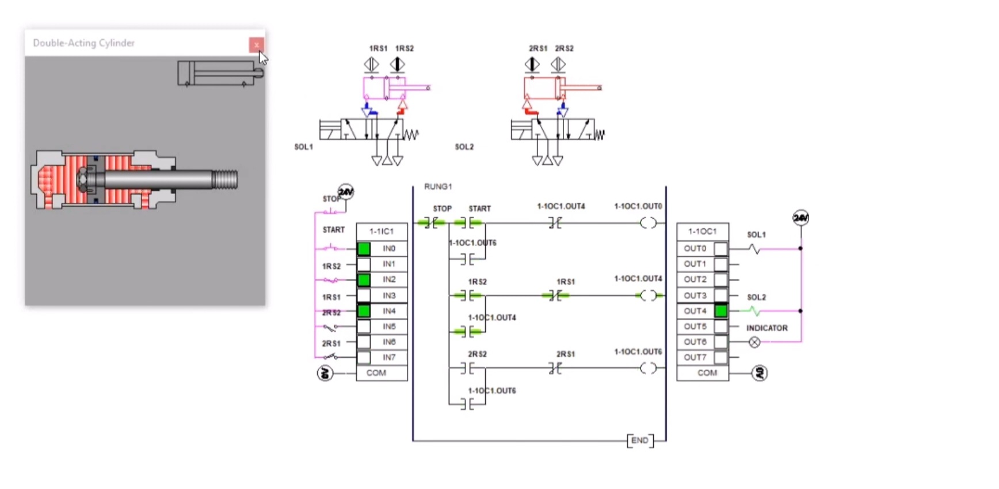 Double-Acting Cylinder
x
1RS1 1RS2
2RS1 2RS2
SOL1
SOL2
RUNG1
24V
STOP
START
1RS2
1RS1
2RS2
2RS1
0V
1-1IC1
IN0
IN1
IN2
IN3
IN4
IN5
IN6
IN7
COM
STOP START 1-1OC1.OUT4 1-1OC1.OUT0
1-1OC1.OUT6
1RS2 1RS1 1-1OC1.OUT4
1-1OC1.OUT4
2RS2 2RS1 1-1OC1.OUT6
1-1OC1.OUT6
END
1-1OC1
OUT0
OUT1
OUT2
OUT3
OUT4
OUT5
OUT6
OUT7
COM
24V
SOL1
SOL2
INDICATOR
0V